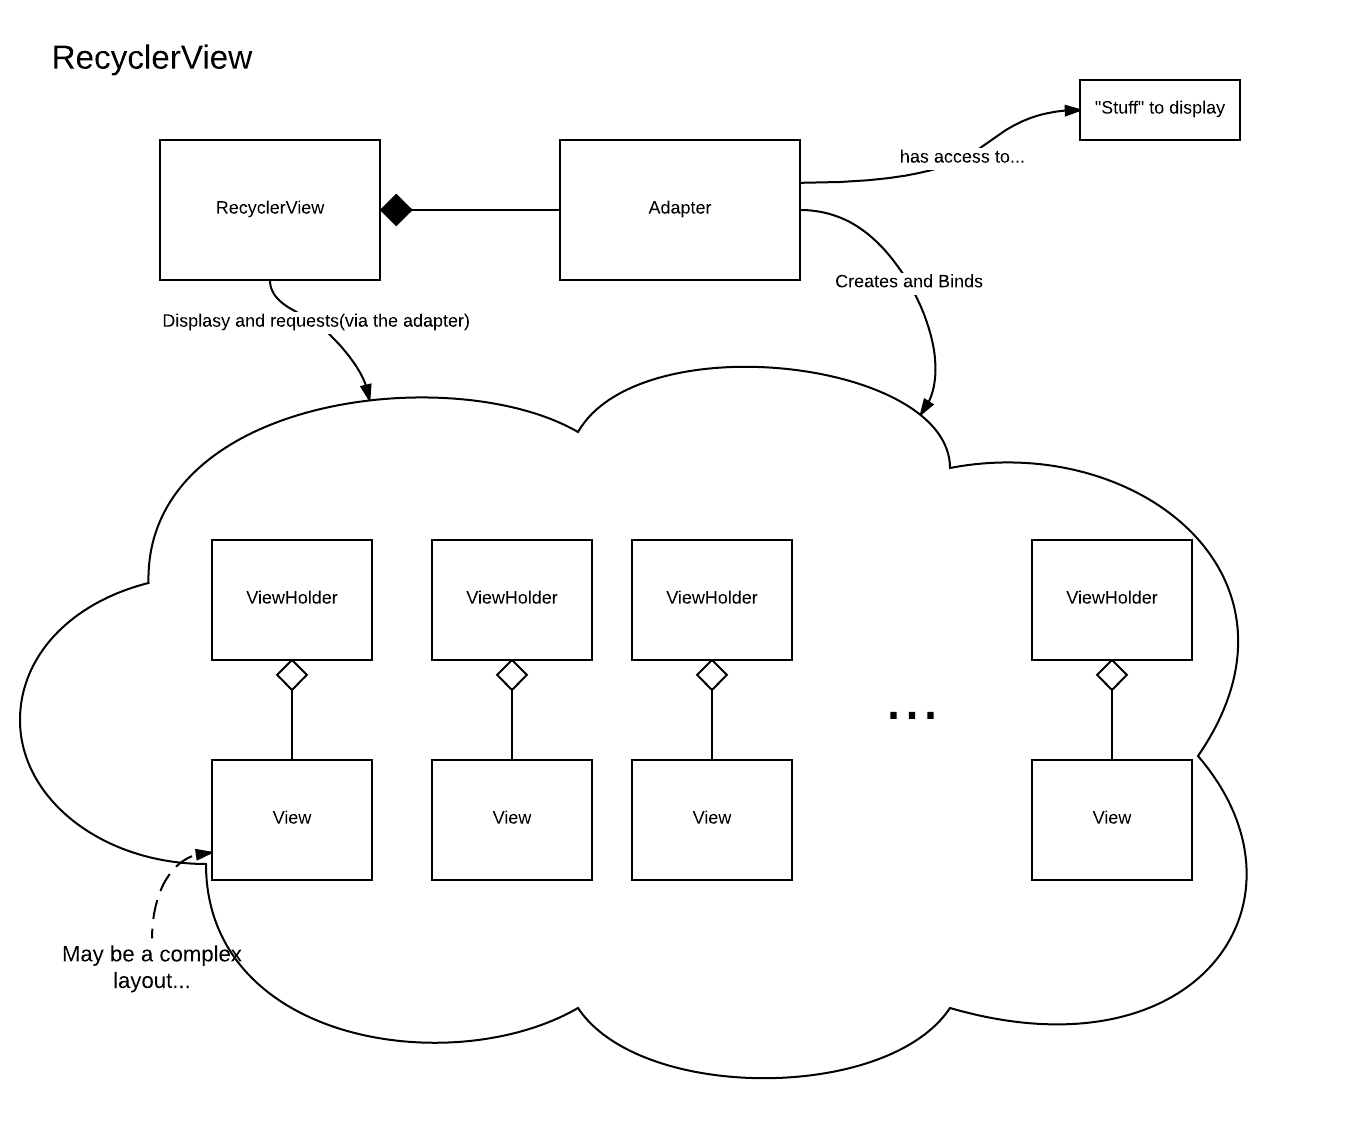 RecyclerView
"Stuff" to display
has access to...
RecyclerView
Adapter
Creates and Binds
Displasy and requests(via the adapter)
ViewHolder
ViewHolder
ViewHolder
ViewHolder
...
View
View
View
View
May be a complex
layout...